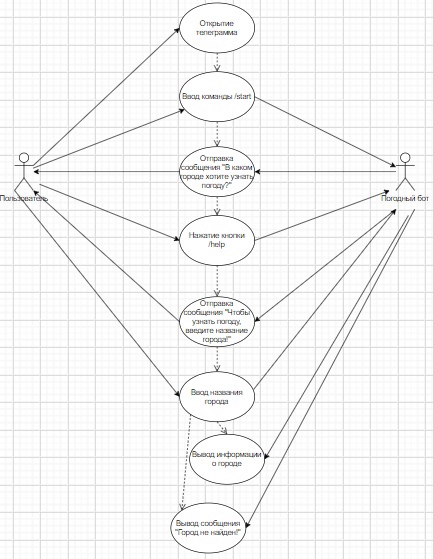 Открытие
телеграмма
Ввод команды /start
Отправка
сообщения "В каком
городе хотите узнать
погоду?"
Пользователь
Погодный бот
Нажатие кнопки
/help
Отправка
сообщения "Чтобы
узнать погоду,
введите название
города!"
Ввод названия
города
Вывод информации
о городе
Вывод сообщения
"Город не найден!"